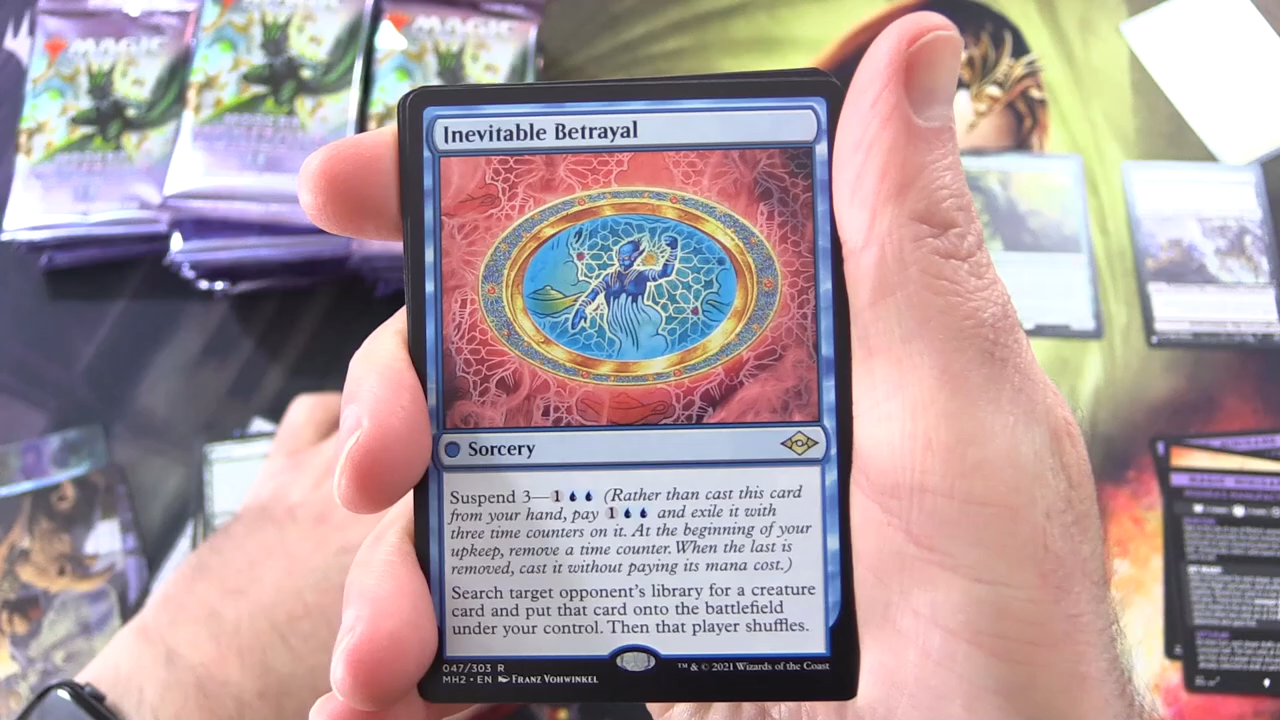 MAGIC
MAGIC
MAGIC
Inevitable Betrayal
Sorcery
Suspend 3—1 (Rather than cast this card
from your hand, pay 1 and exile it with
three time counters on it. At the beginning of your
upkeep, remove a time counter. When the last is
removed, cast it without paying its mana cost.)
Search target opponent's library for a creature
card and put that card onto the battlefield
under your control. Then that player shuffles.
047/303 R
MH2 • EN Franz Vohwinkel
™ & © 2021 Wizards of the Coast